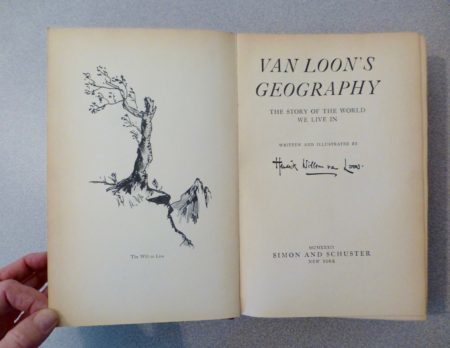 The Will to Live
VAN LOON'S
GEOGRAPHY
THE STORY OF THE WORLD
WE LIVE IN
WRITTEN AND ILLUSTRATED BY
Hendrik Willem van Loon.
MCMXXXII
SIMON AND SCHUSTER
NEW YORK